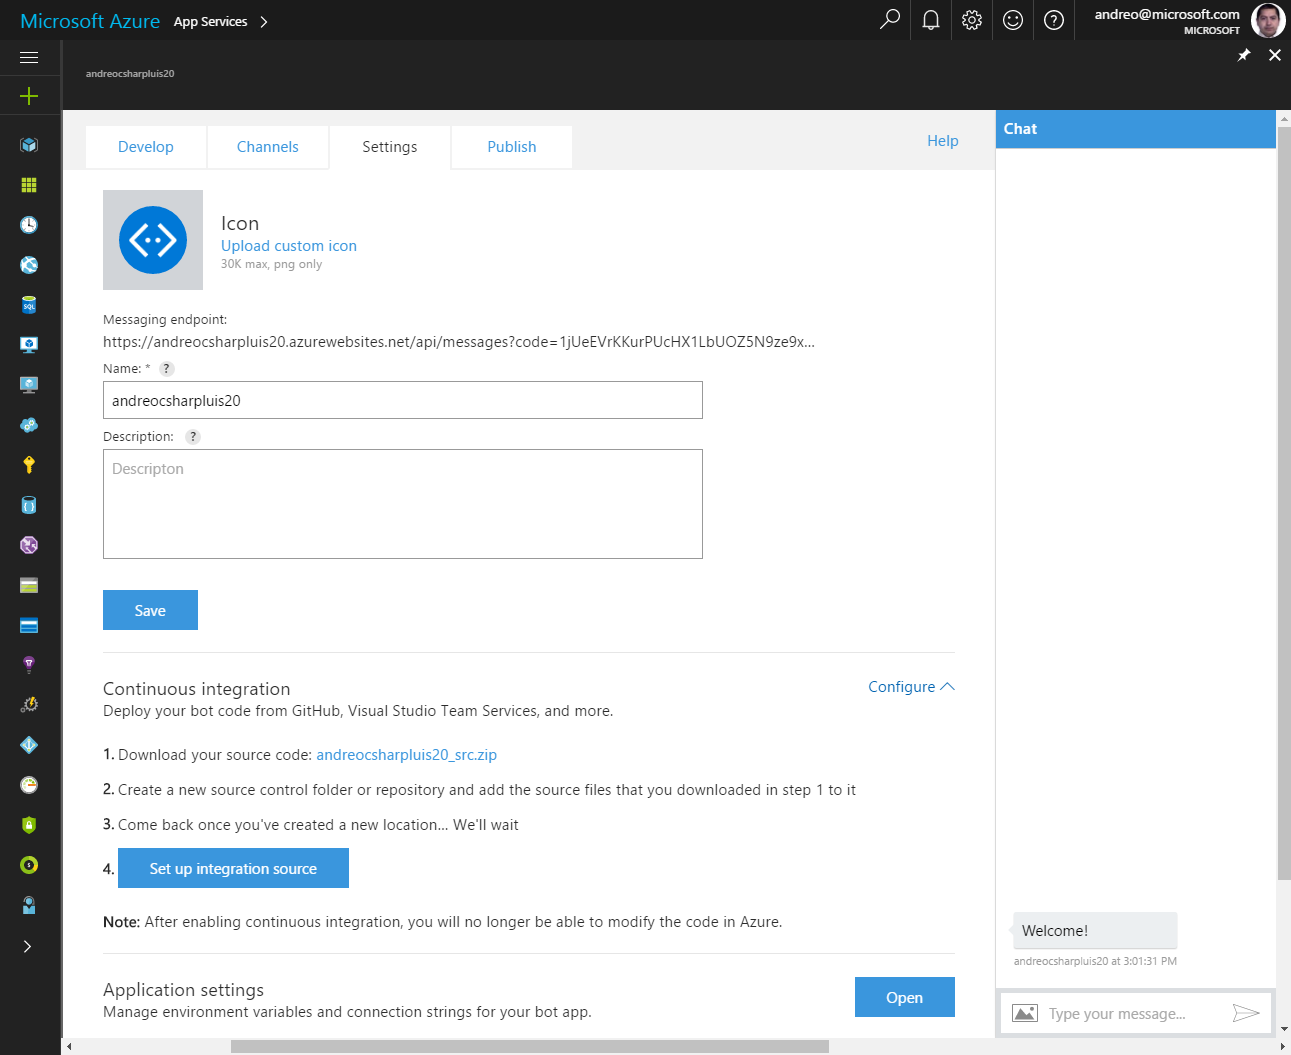 Microsoft Azure App Services
andreo@microsoft.com
MICROSOFT
andreocsharpluis20
Develop
Channels
Settings
Publish
Help
Chat
Icon
Upload custom icon
30K max, png only
Messaging endpoint:
https://andreocsharpluis20.azurewebsites.net/api/messages?code=1jUeEVrKKurPUcHX1LbUOZ5N9ze9x...
Name: * ?
andreocsharpluis20
Description: ?
Descripton
Save
Continuous integration
Configure
Deploy your bot code from GitHub, Visual Studio Team Services, and more.
1. Download your source code: andreocsharpluis20_src.zip
2. Create a new source control folder or repository and add the source files that you downloaded in step 1 to it
3. Come back once you've created a new location... We'll wait
4. Set up integration source
Note: After enabling continuous integration, you will no longer be able to modify the code in Azure.
Application settings
Manage environment variables and connection strings for your bot app.
Open
Welcome!
andreocsharpluis20 at 3:01:31 PM
Type your message...
SQL